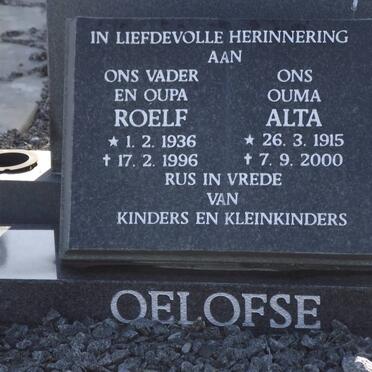 IN LIEFDEVOLLE HERINNERING
AAN
ONS VADER
EN OUPA
ROELF
★ 1. 2. 1936
✝ 17. 2. 1996
ONS
OUMA
ALTA
★ 26. 3. 1915
✝ 7. 9. 2000
RUS IN VREDE
VAN
KINDERS EN KLEINKINDERS
OELOFSE